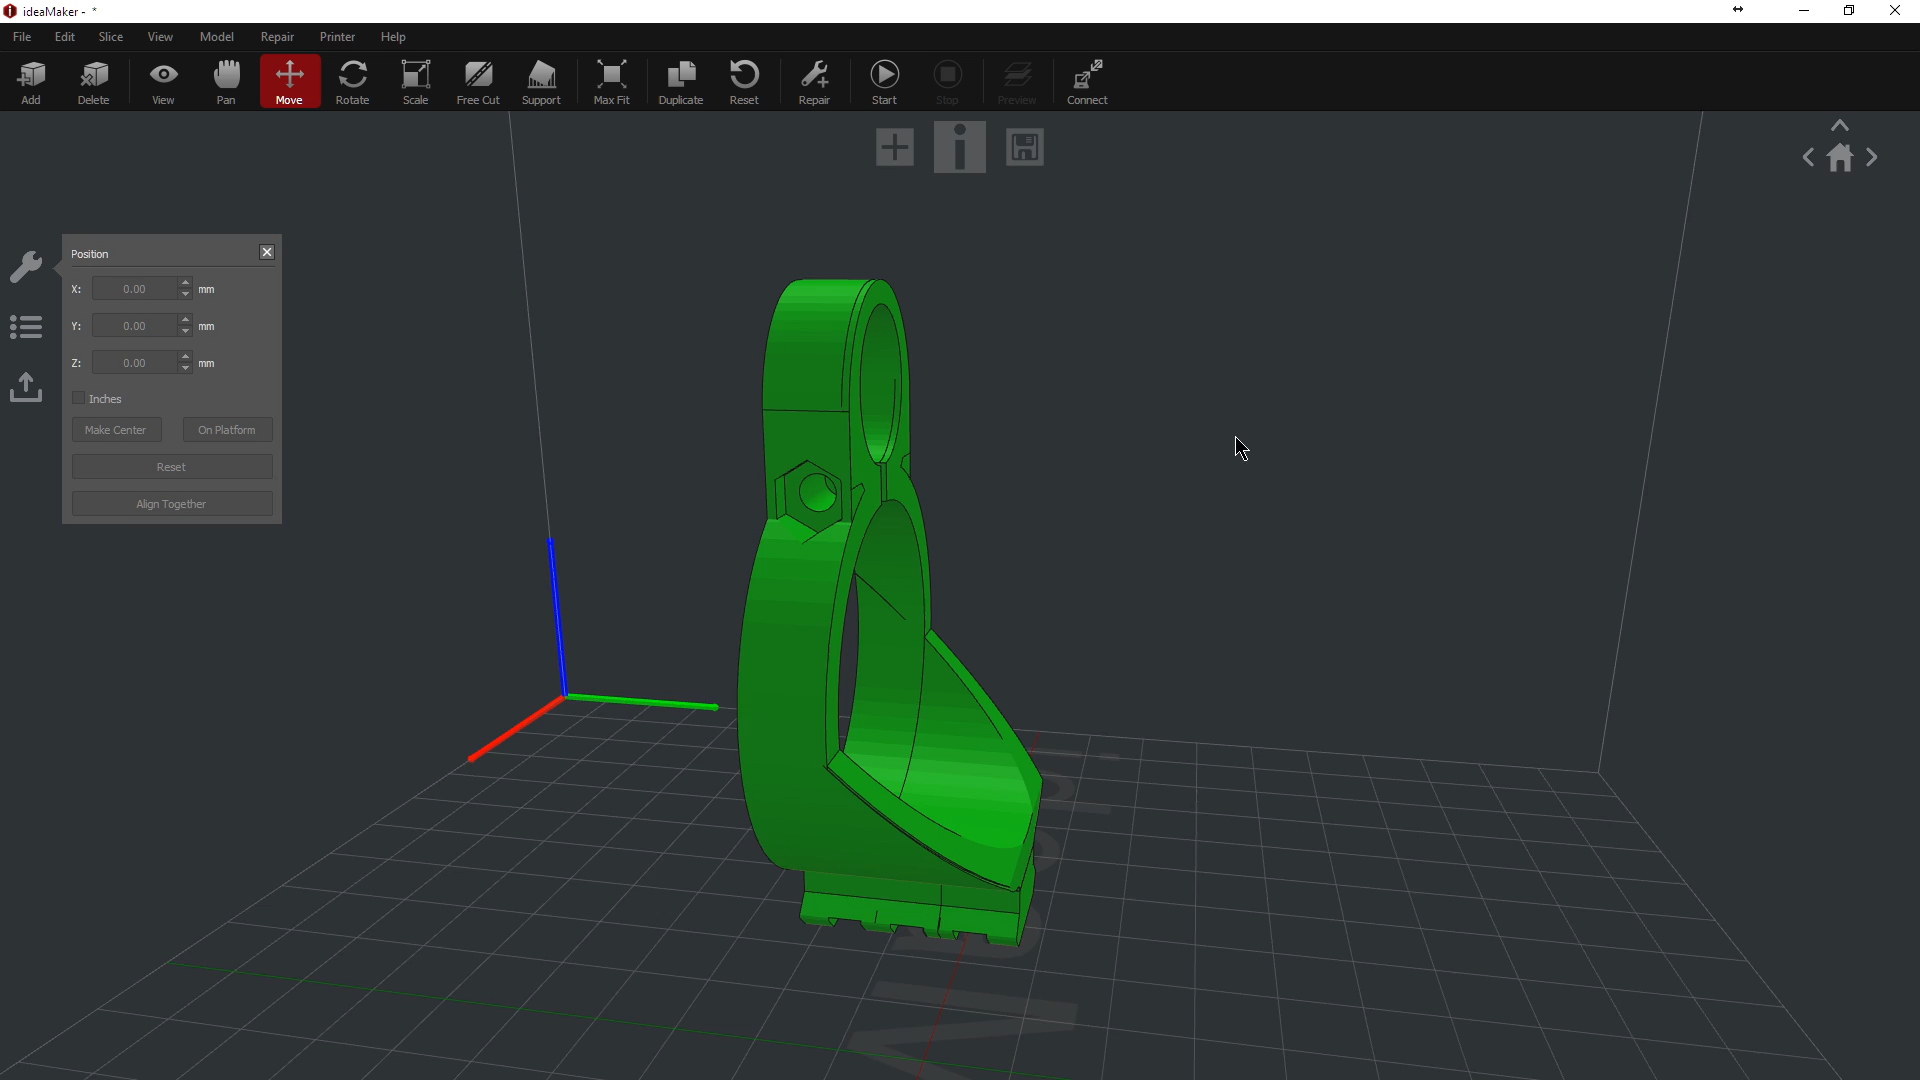 ideaMaker - *
File Edit Slice View Model Repair Printer Help
Add Delete View Pan Move Rotate Scale Free Cut Support Max Fit Duplicate Reset Repair Start Stop Preview Connect
Position
X: 0.00 mm
Y: 0.00 mm
Z: 0.00 mm
Inches
Make Center On Platform
Reset
Align Together